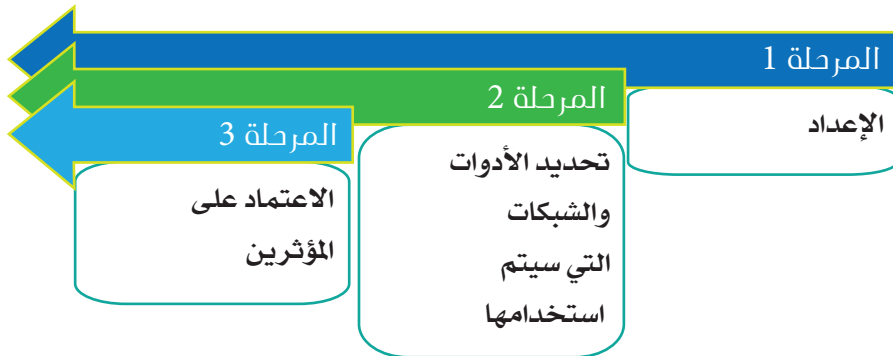 المرحلة 1
الإعداد
المرحلة 2
تحديد الأدوات
والشبكات
التي سيتم
استخدامها
المرحلة 3
الاعتماد على
المؤثرين